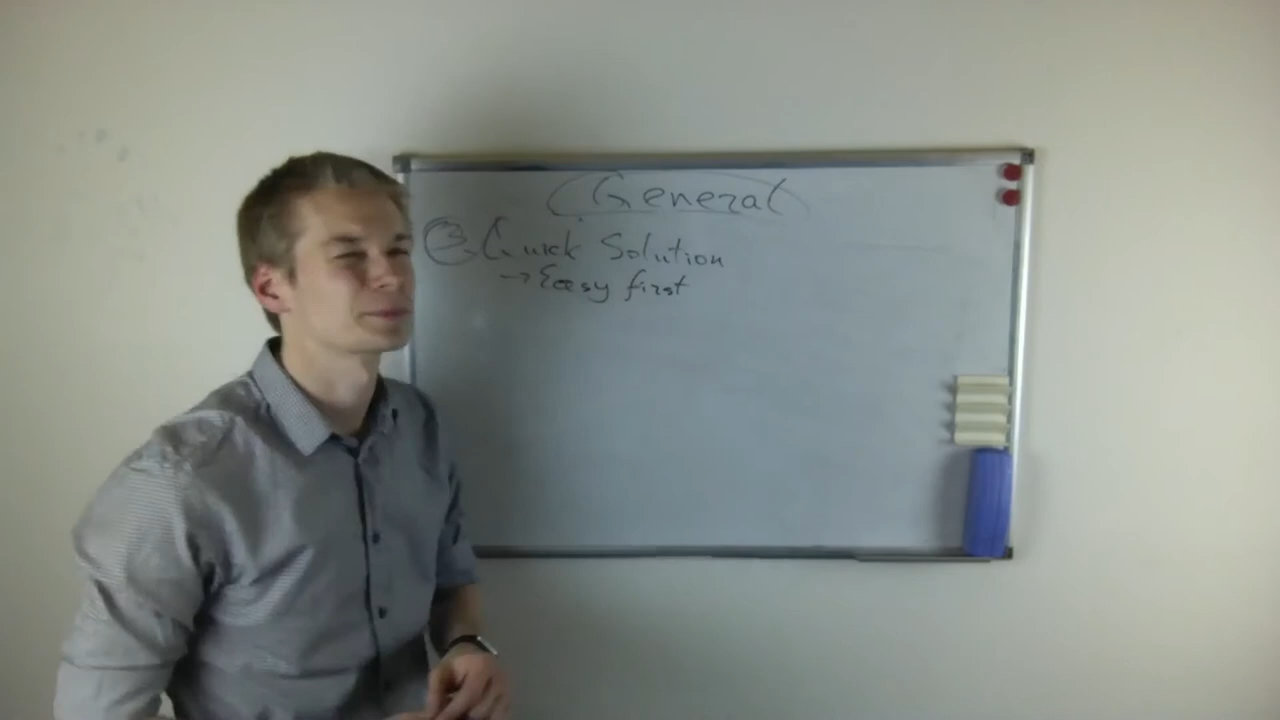 General
③ Quick Solution
→ Easy first